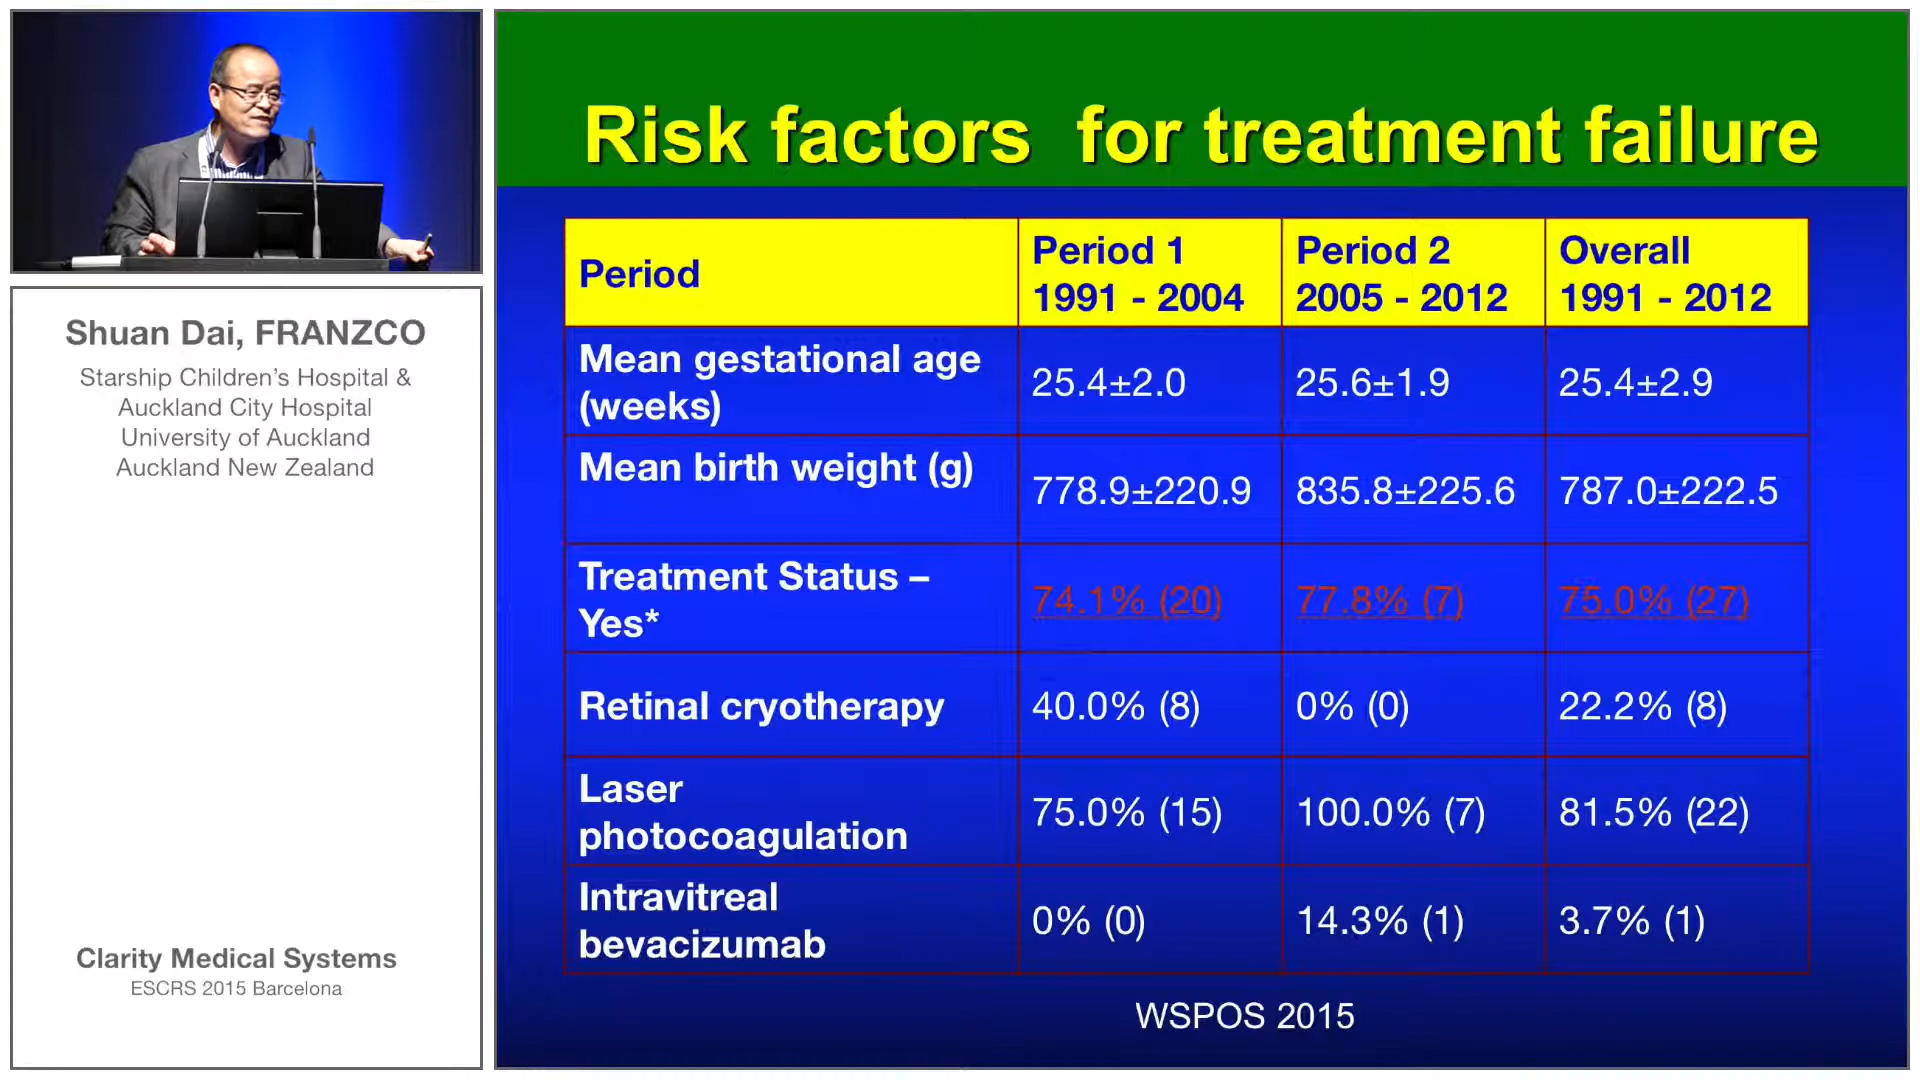 Shuan Dai, FRANZCO
Starship Children's Hospital &
Auckland City Hospital
University of Auckland
Auckland New Zealand
Clarity Medical Systems
ESCRS 2015 Barcelona
Risk factors for treatment failure
Period
Period 1
1991 - 2004
Period 2
2005 - 2012
Overall
1991 - 2012
Mean gestational age
(weeks)
25.4±2.0
25.6±1.9
25.4±2.9
Mean birth weight (g)
778.9±220.9
835.8±225.6
787.0±222.5
Treatment Status –
Yes*
74.1% (20)
77.8% (7)
75.0% (27)
Retinal cryotherapy
40.0% (8)
0% (0)
22.2% (8)
Laser
photocoagulation
75.0% (15)
100.0% (7)
81.5% (22)
Intravitreal
bevacizumab
0% (0)
14.3% (1)
3.7% (1)
WSPOS 2015